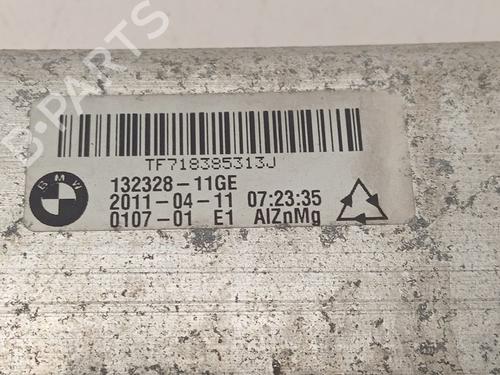 B-PARTS
TF718385313J
BMW
132328-11GE
2011-04-11 07:23:35
0107-01 E1 AlZnMg